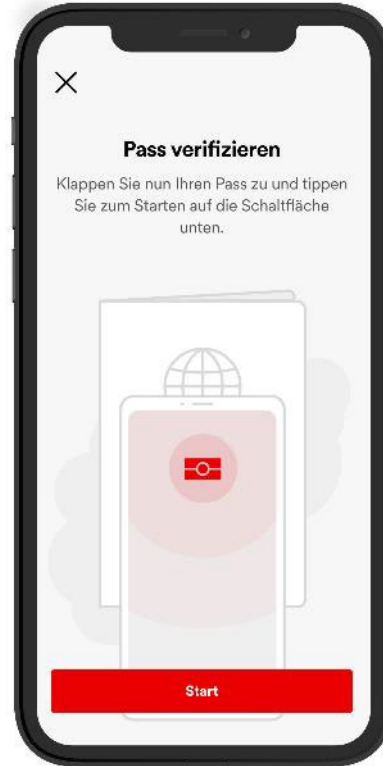 Pass verifizieren
Klappen Sie nun Ihren Pass zu und tippen
Sie zum Starten auf die Schaltfläche
unten.
Start